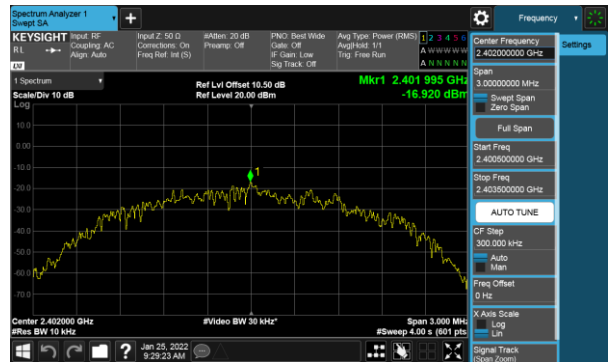 Spectrum Analyzer 1
Swept SA
Frequency
KEYSIGHT
RL
Input: RF
Coupling: AC
Align: Auto
Input Z: 50 Ω
Corrections: On
Freq Ref: Int (S)
#Atten: 20 dB
Preamp: Off
PNO: Best Wide
Gate: Off
IF Gain: Low
Sig Track: Off
Avg Type: Power (RMS)
Avg|Hold: 1/1
Trig: Free Run
1 2 3 4 5 6
A W W W W W
A N N N N N
LXI
1 Spectrum
Scale/Div 10 dB
Log
Ref Lvl Offset 10.50 dB
Ref Level 20.00 dBm
Mkr1 2.401 995 GHz
-16.920 dBm
10.0
0.00
-10.0
-20.0
-30.0
-40.0
-50.0
-60.0
-70.0
1
Center 2.402000 GHz
#Res BW 10 kHz
#Video BW 30 kHz*
Span 3.000 MHz
#Sweep 4.00 s (601 pts)
Jan 25, 2022
9:29:23 AM
Center Frequency
2.402000000 GHz
Settings
Span
3.00000000 MHz
Swept Span
Zero Span
Full Span
Start Freq
2.400500000 GHz
Stop Freq
2.403500000 GHz
AUTO TUNE
CF Step
300.000 kHz
Auto
Man
Freq Offset
0 Hz
X Axis Scale
Log
Lin
Signal Track
(Span Zoom)